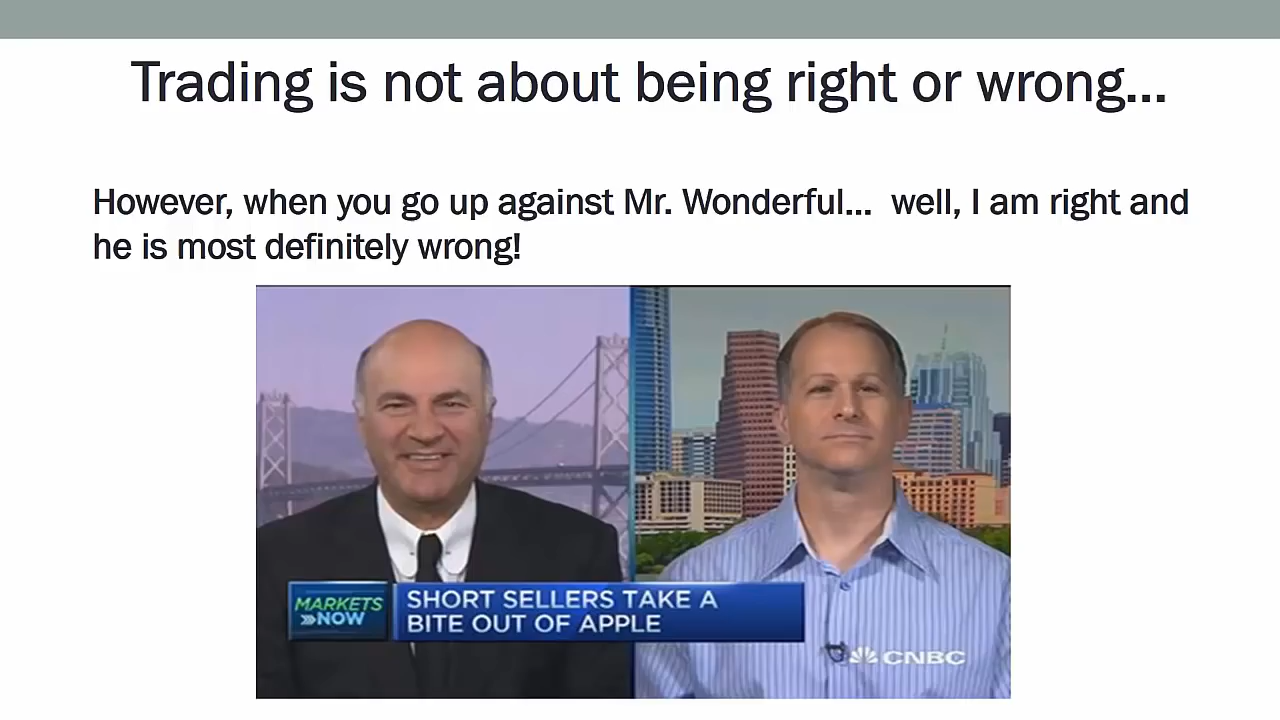 Trading is not about being right or wrong...
However, when you go up against Mr. Wonderful...  well, I am right and
he is most definitely wrong!
MARKETS
NOW
SHORT SELLERS TAKE A
BITE OUT OF APPLE
CNBC